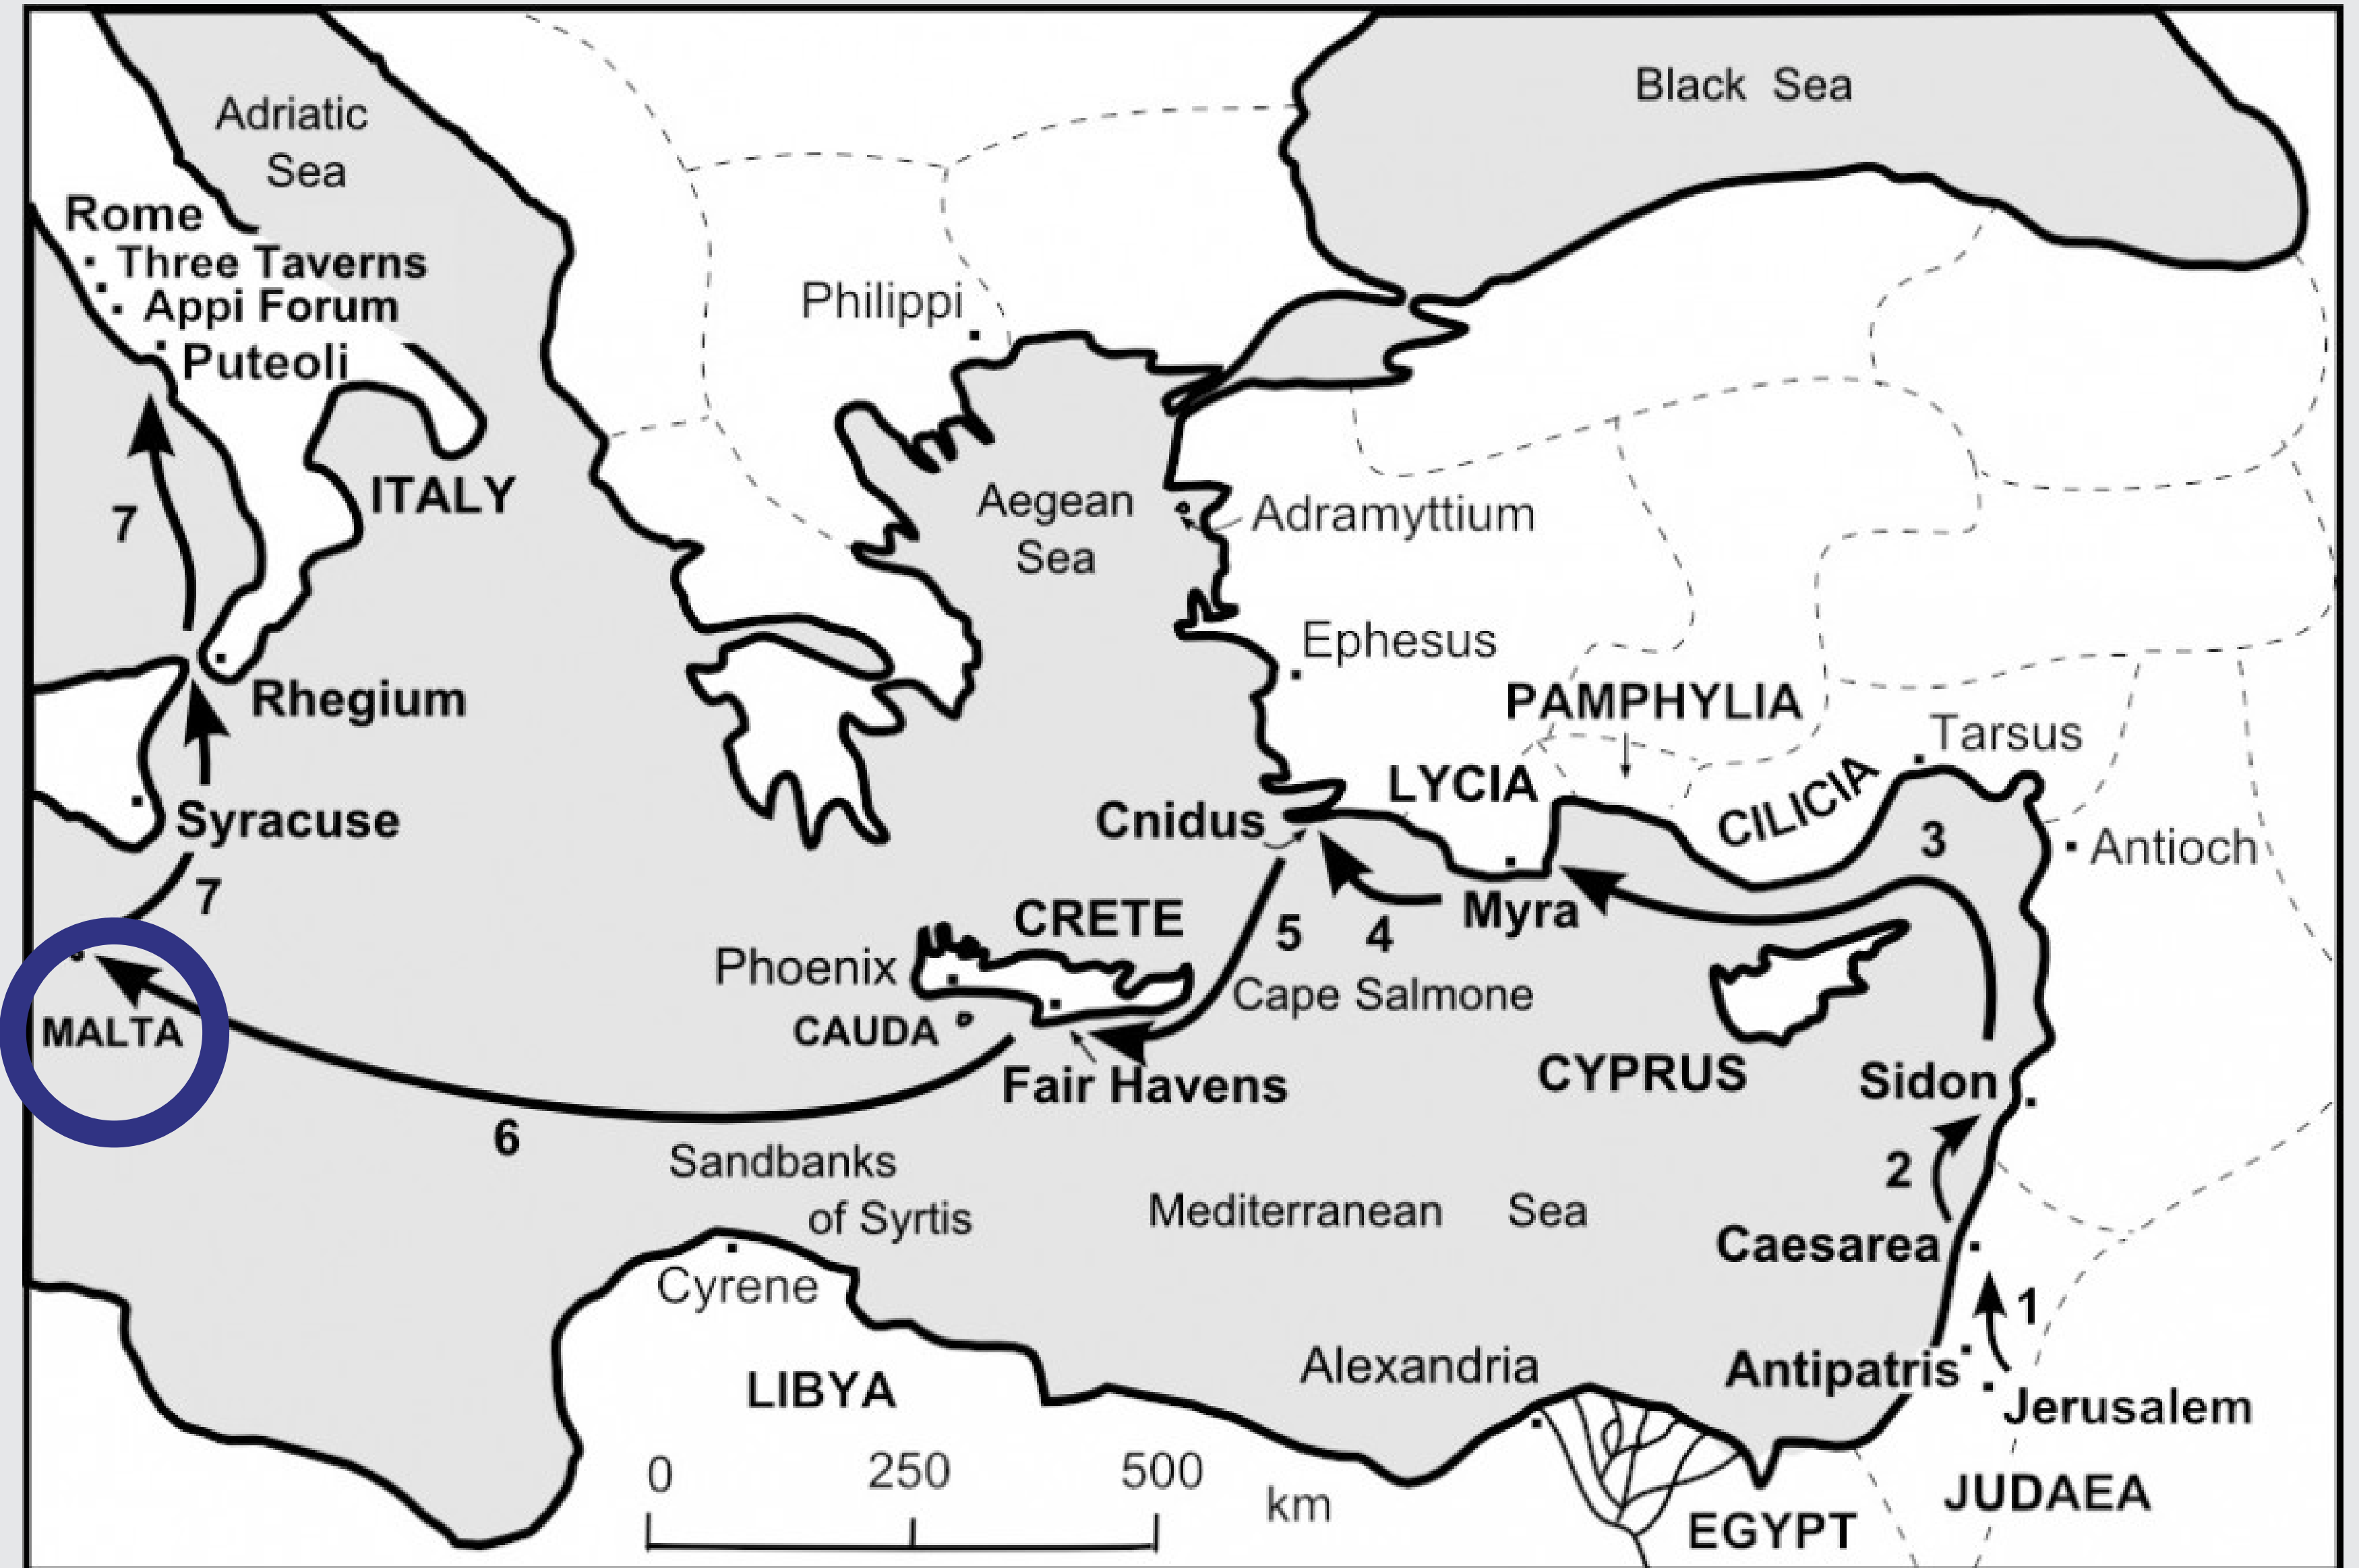 Adriatic
Sea
Black Sea
Rome
Three Taverns
Appi Forum
Puteoli
Philippi
ITALY
7
Aegean
Sea
Adramyttium
Ephesus
Rhegium
PAMPHYLIA
Tarsus
LYCIA
CILICIA
Syracuse
Cnidus
3
Antioch
7
CRETE
5
4
Myra
Phoenix
Cape Salmone
MALTA
CAUDA
Fair Havens
CYPRUS
Sidon
6
Sandbanks
of Syrtis
2
Mediterranean Sea
Caesarea
Cyrene
1
Alexandria
Antipatris
LIBYA
Jerusalem
0 250 500
km
JUDAEA
EGYPT